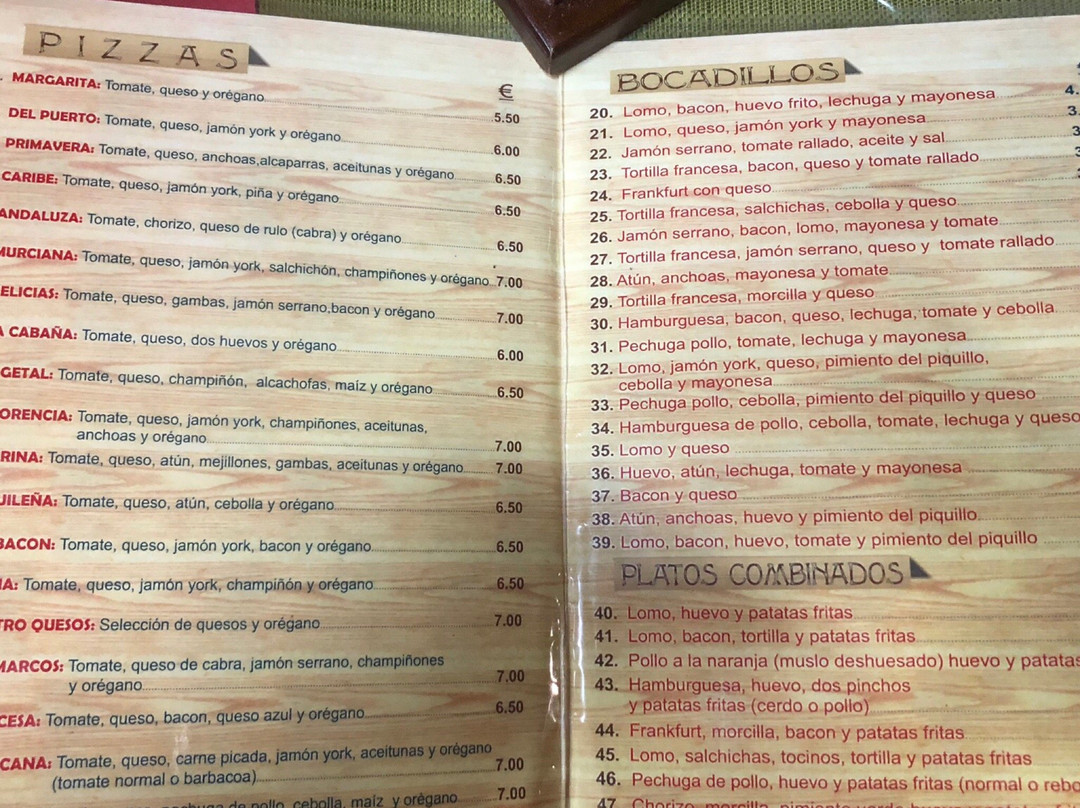 PIZZAS
€
MARGARITA: Tomate, queso y orégano 5.50
DEL PUERTO: Tomate, queso, jamón york y orégano 6.00
PRIMAVERA: Tomate, queso, anchoas,alcaparras, aceitunas y orégano 6.50
CARIBE: Tomate, queso, jamón york, piña y orégano 6.50
ANDALUZA: Tomate, chorizo, queso de rulo (cabra) y orégano 6.50
MURCIANA: Tomate, queso, jamón york, salchichón, champiñones y orégano 7.00
ELICIAS: Tomate, queso, gambas, jamón serrano,bacon y orégano 7.00
A CABAÑA: Tomate, queso, dos huevos y orégano 6.00
GETAL: Tomate, queso, champiñón, alcachofas, maíz y orégano 6.50
ORENCIA: Tomate, queso, jamón york, champiñones, aceitunas,
anchoas y orégano 7.00
RINA: Tomate, queso, atún, mejillones, gambas, aceitunas y orégano 7.00
UILEÑA: Tomate, queso, atún, cebolla y orégano 6.50
BACON: Tomate, queso, jamón york, bacon y orégano 6.50
IA: Tomate, queso, jamón york, champiñón y orégano 6.50
TRO QUESOS: Selección de quesos y orégano 7.00
MARCOS: Tomate, queso de cabra, jamón serrano, champiñones
y orégano 7.00
CESA: Tomate, queso, bacon, queso azul y orégano 6.50
CANA: Tomate, queso, carne picada, jamón york, aceitunas y orégano
(tomate normal o barbacoa) 7.00
de pollo, cebolla, maíz y orégano 7.00
BOCADILLOS
20. Lomo, bacon, huevo frito, lechuga y mayonesa 4.
21. Lomo, queso, jamón york y mayonesa 3.
22. Jamón serrano, tomate rallado, aceite y sal 3
23. Tortilla francesa, bacon, queso y tomate rallado
24. Frankfurt con queso
25. Tortilla francesa, salchichas, cebolla y queso
26. Jamón serrano, bacon, lomo, mayonesa y tomate
27. Tortilla francesa, jamón serrano, queso y tomate rallado
28. Atún, anchoas, mayonesa y tomate
29. Tortilla francesa, morcilla y queso
30. Hamburguesa, bacon, queso, lechuga, tomate y cebolla
31. Pechuga pollo, tomate, lechuga y mayonesa
32. Lomo, jamón york, queso, pimiento del piquillo,
cebolla y mayonesa
33. Pechuga pollo, cebolla, pimiento del piquillo y queso
34. Hamburguesa de pollo, cebolla, tomate, lechuga y queso
35. Lomo y queso
36. Huevo, atún, lechuga, tomate y mayonesa
37. Bacon y queso
38. Atún, anchoas, huevo y pimiento del piquillo
39. Lomo, bacon, huevo, tomate y pimiento del piquillo
PLATOS COMBINADOS
40. Lomo, huevo y patatas fritas
41. Lomo, bacon, tortilla y patatas fritas
42. Pollo a la naranja (muslo deshuesado) huevo y patatas
43. Hamburguesa, huevo, dos pinchos
y patatas fritas (cerdo o pollo)
44. Frankfurt, morcilla, bacon y patatas fritas
45. Lomo, salchichas, tocinos, tortilla y patatas fritas
46. Pechuga de pollo, huevo y patatas fritas (normal o rebo
47. Chorizo, morcilla, pimiento verde